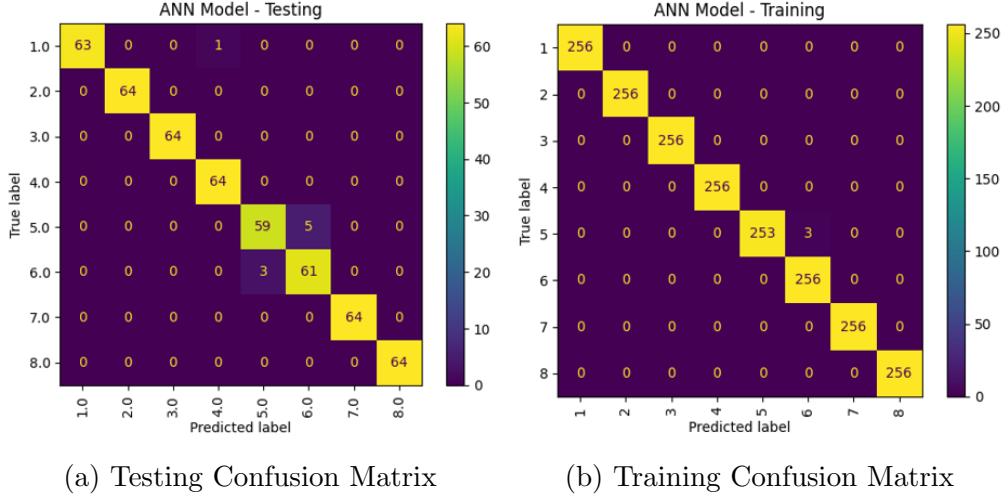 ANN Model - Testing
1.0 63 0 0 1 0 0 0 0
2.0 0 64 0 0 0 0 0 0
3.0 0 0 64 0 0 0 0 0
4.0 0 0 0 64 0 0 0 0
5.0 0 0 0 0 59 5 0 0
6.0 0 0 0 0 3 61 0 0
7.0 0 0 0 0 0 0 64 0
8.0 0 0 0 0 0 0 0 64
1.0 2.0 3.0 4.0 5.0 6.0 7.0 8.0
True label
Predicted label
60
50
40
30
20
10
0
ANN Model - Training
1 256 0 0 0 0 0 0 0
2 0 256 0 0 0 0 0 0
3 0 0 256 0 0 0 0 0
4 0 0 0 256 0 0 0 0
5 0 0 0 0 253 3 0 0
6 0 0 0 0 0 256 0 0
7 0 0 0 0 0 0 256 0
8 0 0 0 0 0 0 0 256
1 2 3 4 5 6 7 8
True label
Predicted label
250
200
150
100
50
0
(a) Testing Confusion Matrix
(b) Training Confusion Matrix